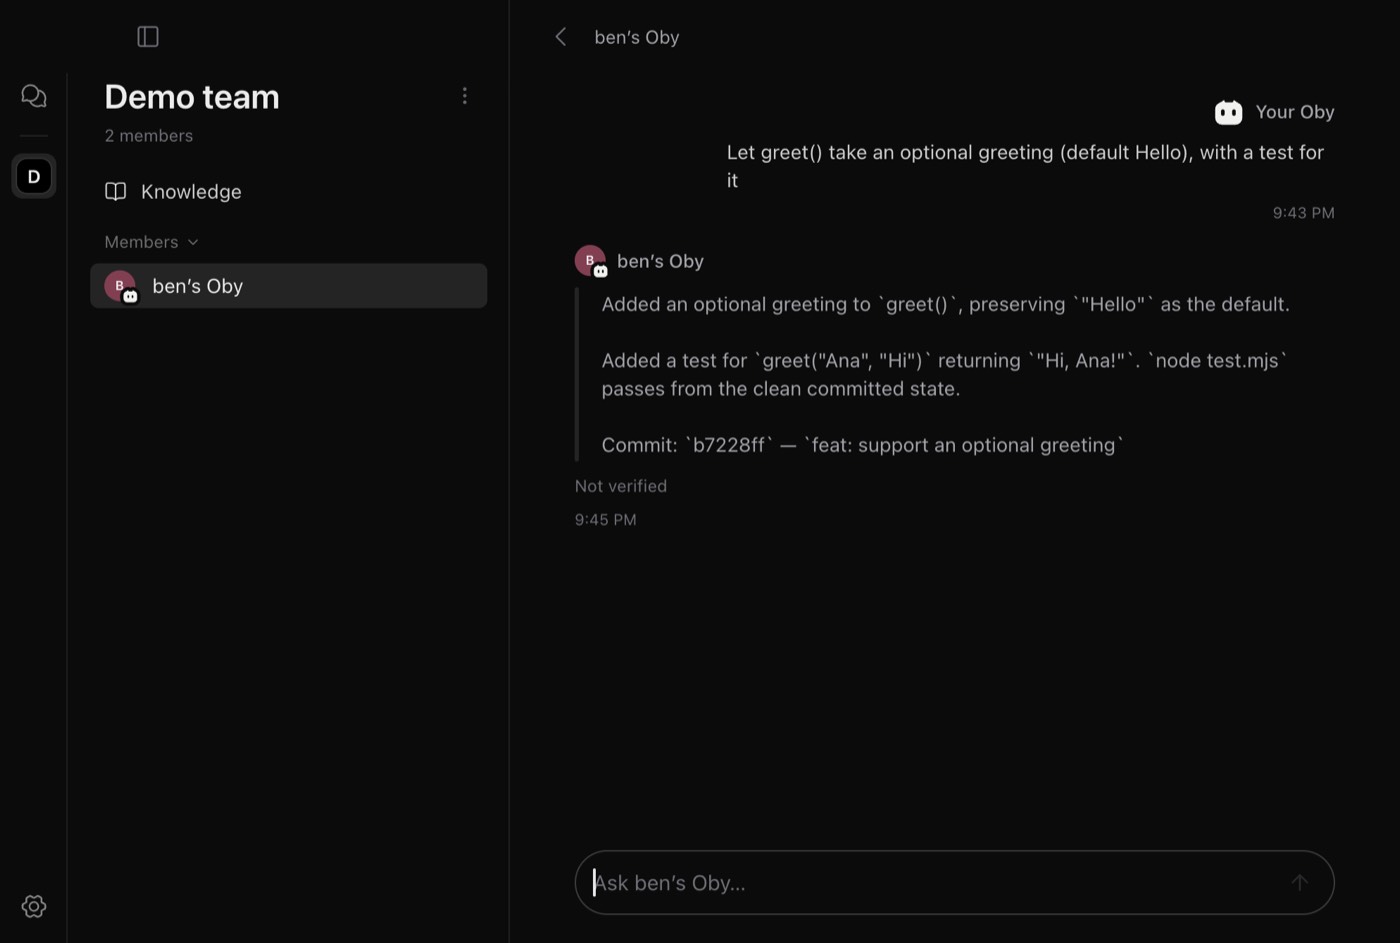 ben’s Oby
Demo team
2 members
D
Knowledge
Members
B
ben’s Oby
Your Oby
Let greet() take an optional greeting (default Hello), with a test for
it
9:43 PM
B
ben’s Oby
Added an optional greeting to `greet()`, preserving `"Hello"` as the default.
Added a test for `greet("Ana", "Hi")` returning `"Hi, Ana!"`. `node test.mjs`
passes from the clean committed state.
Commit: `b7228ff` — `feat: support an optional greeting`
Not verified
9:45 PM
Ask ben’s Oby...